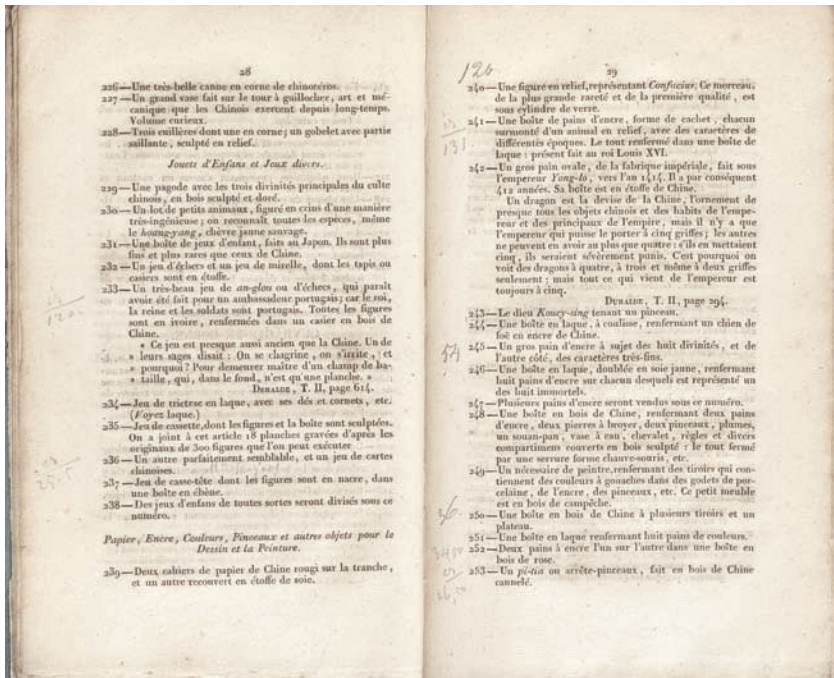 28
226—Une très-belle canne en corne de rhinocéros.
227—Un grand vase fait sur le tour à guillocher, art et mé-
canique que les Chinois exercent depuis long-temps.
Volume curieux.
228—Trois cuillères dont une en corne; un gobelet avec partie
saillante, sculpté en relief.
Jouets d'Enfans et Jeux divers.
229—Une pagode avec les trois divinités principales du culte
chinois, en bois sculpté et doré.
230—Un lot de petits animaux, figuré en crins d'une manière
très-ingénieuse; on reconnaît toutes les espèces, même
le hoang-yang, chèvre jaune sauvage.
231—Une boîte de jeux d'enfant, faits au Japon. Ils sont plus
fins et plus rares que ceux de Chine.
232—Un jeu d'échecs et un jeu de mirelle, dont les tapis ou
casiers sont en étoffe.
233—Un très-beau jeu de an-glou ou d'échecs, qui paraît
avoir été fait pour un ambassadeur portugais; car le roi,
la reine et les soldats sont portugais. Toutes les figures
sont en ivoire, renfermées dans un casier en bois de
Chine.
« Ce jeu est presque aussi ancien que la Chine. Un de
» leurs sages disait : On se chagrine, on s'irrite, et
» pourquoi? Pour demeurer maître d'un champ de ba-
» taille, qui, dans le fond, n'est qu'une planche. »
DUHALDE, T. II, page 614.
234—Jeu de trictrac en laque, avec ses dés et cornets, etc.
(Voyez laque.)
235—Jeu de cassette, dont les figures et la boîte sont sculptées.
On a joint à cet article 18 planches gravées d'après les
originaux de 300 figures que l'on peut exécuter
236—Un autre parfaitement semblable, et un jeu de cartes
chinoises.
237—Jeu de casse-tête dont les figures sont en nacre, dans
une boîte en ébène.
238—Des jeux d'enfans de toutes sortes seront divisés sous ce
numéro.
Papier, Encre, Couleurs, Pinceaux et autres objets pour le
Dessin et la Peinture.
239—Deux cahiers de papier de Chine rougi sur la tranche,
et un autre recouvert en étoffe de soie.
120
29
240—Une figure en relief, représentant Confucius; Ce morceau,
de la plus grande rareté et de la première qualité, est
sous cylindre de verre.
131
241—Une boîte de pains d'encre, forme de cachet, chacun
surmonté d'un animal en relief, avec des caractères de
différentes époques. Le tout renfermé dans une boîte de
laque : présent fait au roi Louis XVI.
242—Un gros pain ovale, de la fabrique impériale, fait sous
l'empereur Yong-lo, vers l'an 1414. Il a par conséquent
412 années. Sa boîte est en étoffe de Chine.
Un dragon est la devise de la Chine, l'ornement de
presque tous les objets chinois et des habits de l'empe-
reur et des principaux de l'empire, mais il n'y a que
l'empereur qui puisse le porter à cinq griffes; les autres
ne peuvent en avoir au plus que quatre : s'ils en mettaient
cinq, ils seraient sévèrement punis. C'est pourquoi on
voit des dragons à quatre, à trois et même à deux griffes
seulement; mais tout ce qui vient de l'empereur est
toujours à cinq.
DUHALDE, T. II, page 294.
243—Le dieu Kouey-sing tenant un pinceau.
244—Une boîte en laque, à coulisse, renfermant un chien de
foë en encre de Chine.
54
245—Un gros pain d'encre à sujet des huit divinités, et de
l'autre côté, des caractères très-fins.
246—Une boîte en laque, doublée en soie jaune, renfermant
huit pains d'encre sur chacun desquels est représenté un
des huit immortels.
247—Plusieurs pains d'encre seront vendus sous ce numéro.
248—Une boîte en bois de Chine, renfermant deux pains
d'encre, deux pierres à broyer, deux pinceaux, plumes,
un souan-pan, vase à eau, chevalet, règles et divers
compartimens couverts en bois sculpté : le tout fermé
par une serrure forme chauve-souris, etc.
249—Un nécessaire de peintre, renfermant des tiroirs qui con-
tiennent des couleurs à gouaches dans des godets de por-
celaine, de l'encre, des pinceaux, etc. Ce petit meuble
est en bois de campêche.
36
250—Une boîte en bois de Chine à plusieurs tiroirs et un
plateau.
251—Une boîte en laque renfermant huit pains de couleurs.
252—Deux pains à encre l'un sur l'autre dans une boîte en
bois de rose.
253—Un pi-tia ou arrête-pinceaux, fait en bois de Chine
cannelé.